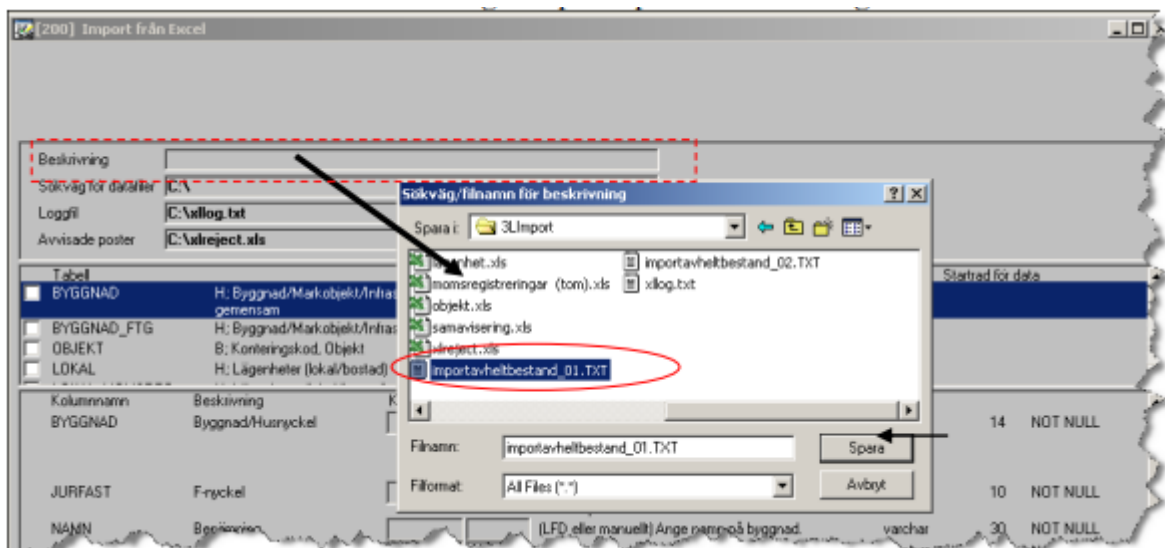 [200] Import från Excel
Beskrivning
Sökväg för datafiler C:\
Loggfil C:\xllog.txt
Avvisade poster C:\xlreject.xls
Sökväg/filnamn för beskrivning
Spara i: 3LImport
momsregistreringar (tom).xls
objekt.xls
samavisering.xls
xlreject.xls
importavheltbestand_01.TXT
importavheltbestand_02.TXT
xllog.txt
Filnamn: importavheltbestand_01.TXT Spara
Filformat: All Files (*.*) Avbryt
Tabell Startrad för data
BYGGNAD H; Byggnad/Markobjekt/Infras
gemensam
BYGGNAD_FTG H; Byggnad/Markobjekt/Infras
OBJEKT B; Konteringskod, Objekt
LOKAL H; Lägenheter (lokal/bostad)
Kolumnnamn Beskrivning K
BYGGNAD Byggnad/Husnyckel 14 NOT NULL
JURFAST F-nyckel 10 NOT NULL
NAMN Benämning (LFD eller manuellt) Ange namn på byggnad. varchar 30 NOT NULL